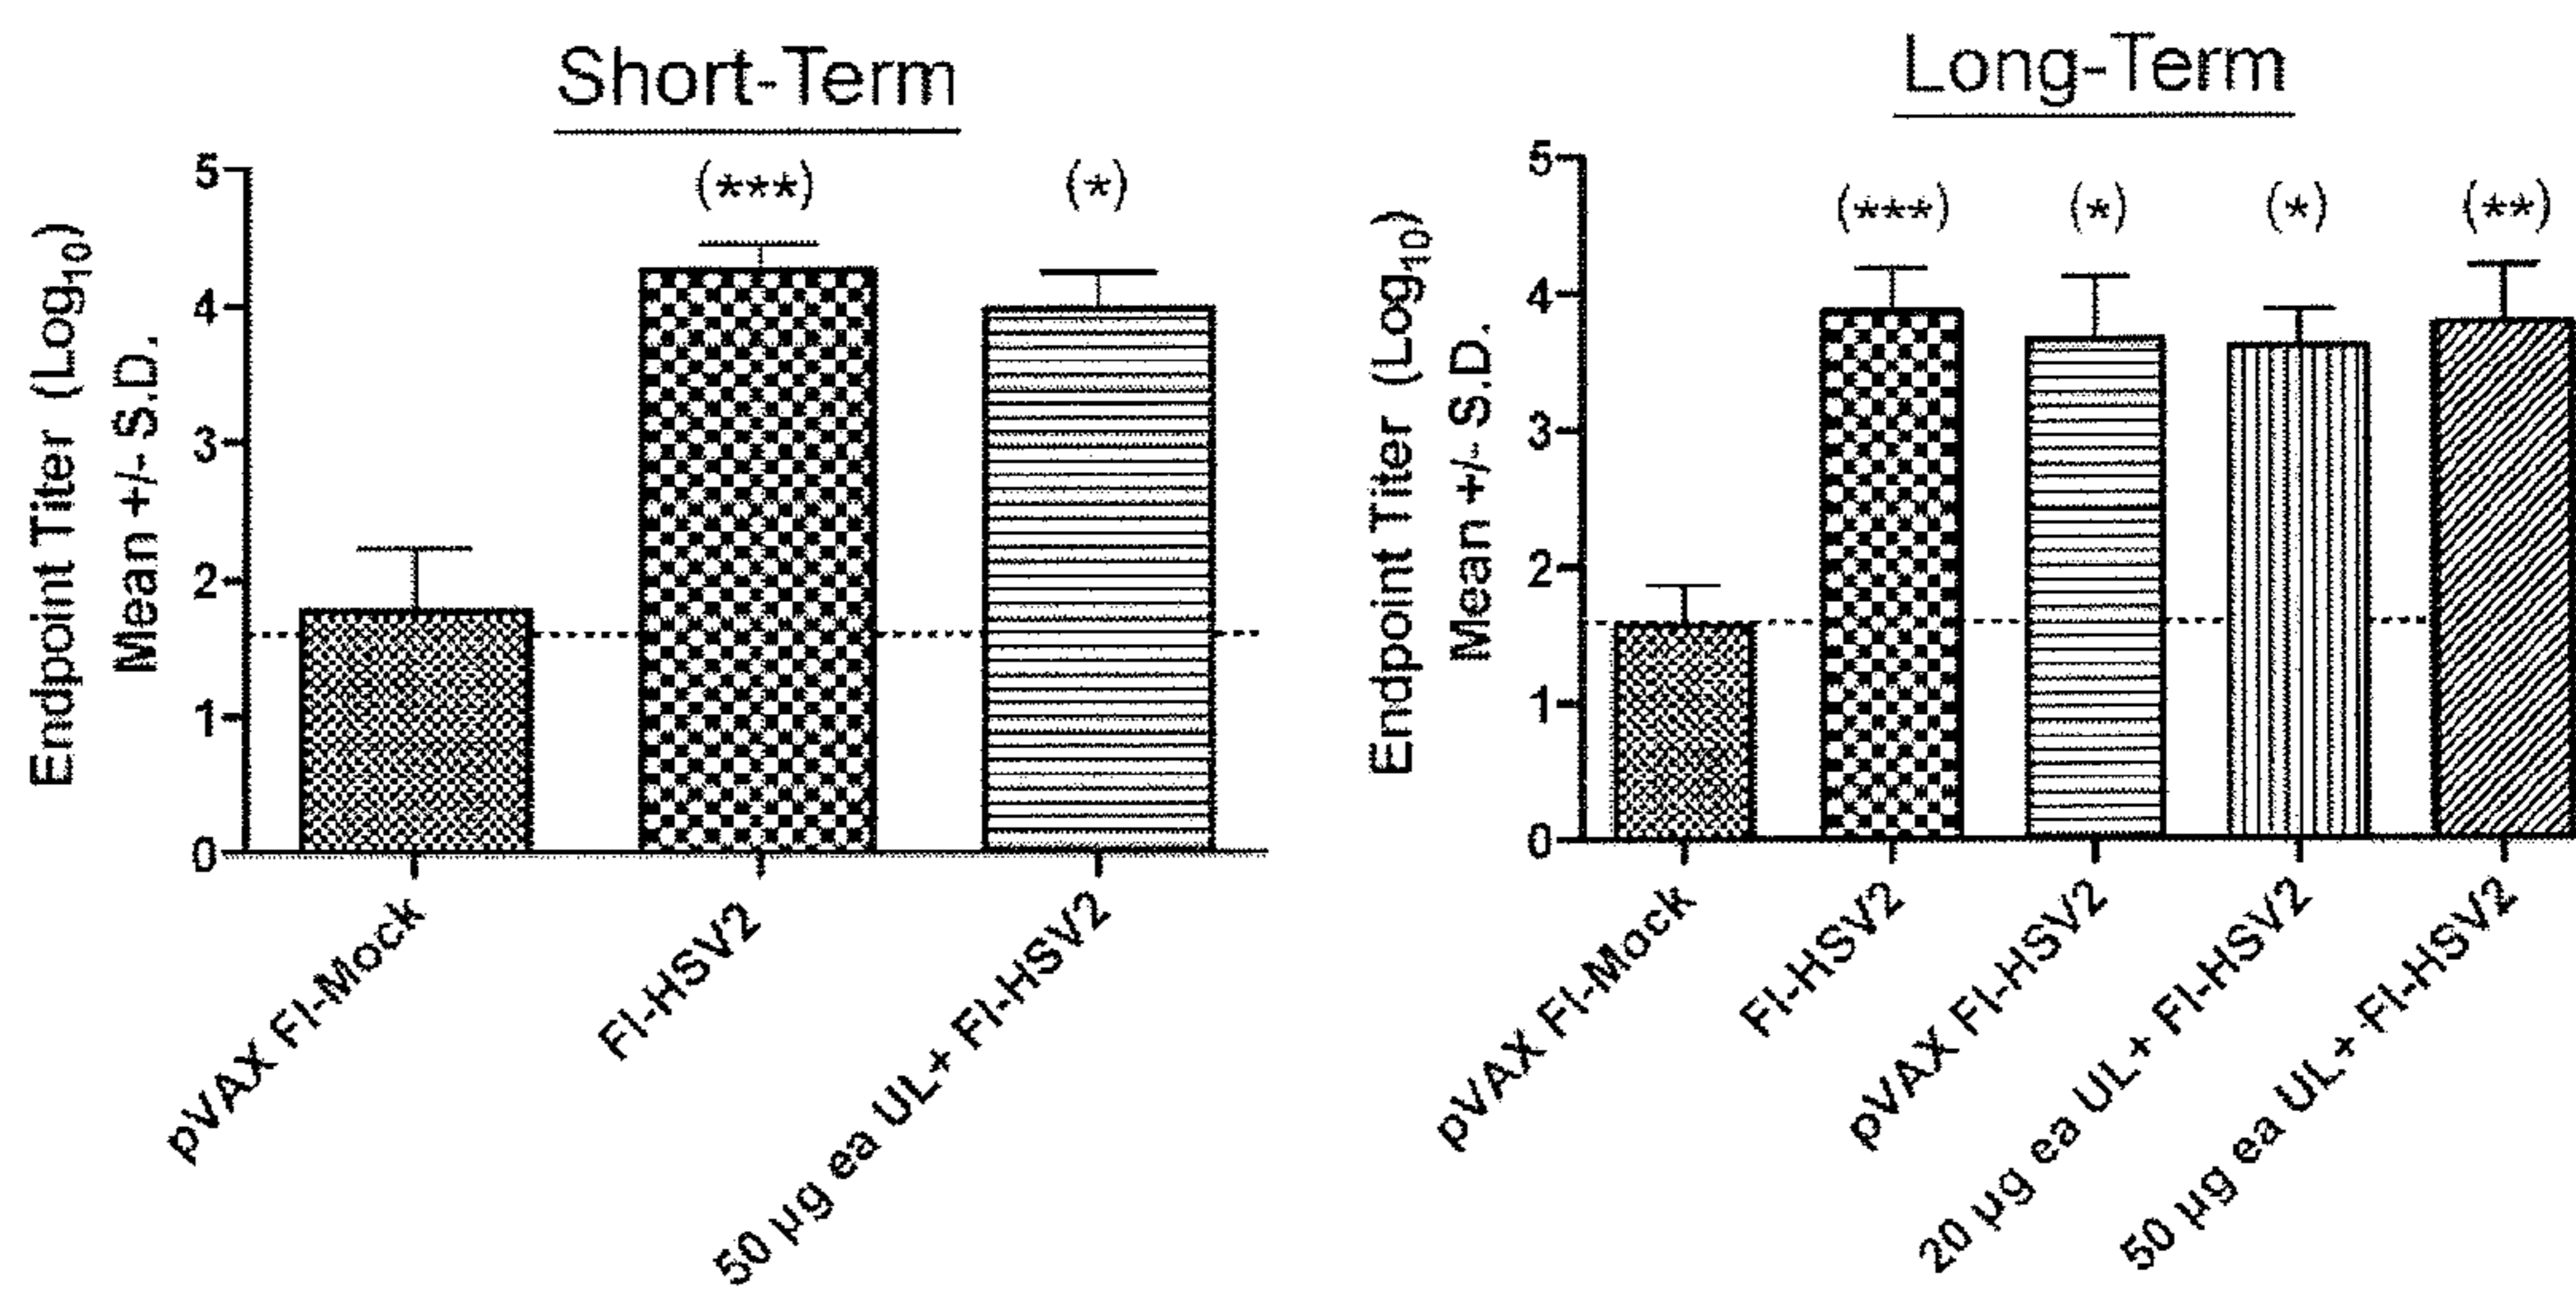 Short-Term
Endpoint Titer (Log10)
Mean +/- S.D.
5
4
3
2
1
0
(***)
(*)
pVAX FI-Mock
FI-HSV2
50 µg ea UL+ FI-HSV2
Long-Term
Endpoint Titer (Log10)
Mean +/- S.D.
5
4
3
2
1
0
(***)
(*)
(*)
(**)
pVAX FI-Mock
FI-HSV2
pVAX FI-HSV2
20 µg ea UL+ FI-HSV2
50 µg ea UL+ FI-HSV2